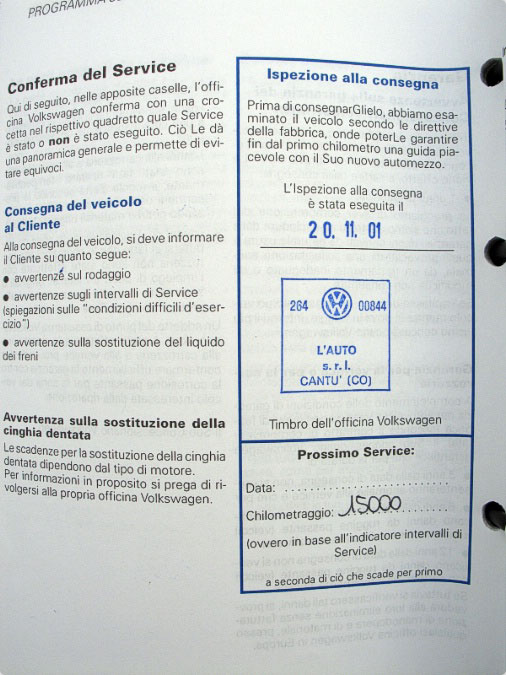 PROGRAMMA
Conferma del Service
Qui di seguito, nelle apposite caselle, l'offi-
cina Volkswagen conferma con una cro-
cetta nel rispettivo quadretto quale Service
è stato o non è stato eseguito. Ciò Le dà
una panoramica generale e permette di evi-
tare equivoci.
Consegna del veicolo
al Cliente
Alla consegna del veicolo, si deve informare
il Cliente su quanto segue:
● avvertenze sul rodaggio
● avvertenze sugli intervalli di Service
(spiegazioni sulle "condizioni difficili d'eser-
cizio")
● avvertenze sulla sostituzione del liquido
dei freni
Avvertenza sulla sostituzione della
cinghia dentata
Le scadenze per la sostituzione della cinghia
dentata dipendono dal tipo di motore.
Per informazioni in proposito si prega di ri-
volgersi alla propria officina Volkswagen.
Ispezione alla consegna
Prima di consegnarGlielo, abbiamo esa-
minato il veicolo secondo le direttive
della fabbrica, onde poterLe garantire
fin dal primo chilometro una guida pia-
cevole con il Suo nuovo automezzo.
L'Ispezione alla consegna
è stata eseguita il
20. 11. 01
264 VW 00844
L'AUTO
s.r.l.
CANTU' (CO)
Timbro dell'officina Volkswagen
Prossimo Service:
Data: ..............................
Chilometraggio: 15000
(ovvero in base all'indicatore intervalli di
Service)
a seconda di ciò che scade per primo